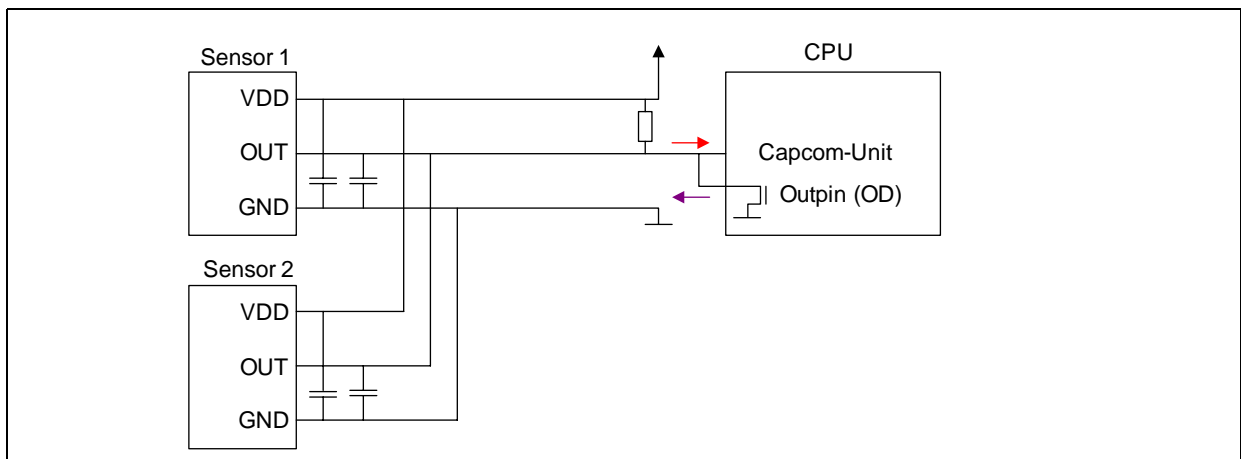 Sensor 1
VDD
OUT
GND
CPU
Capcom-Unit
Outpin (OD)
Sensor 2
VDD
OUT
GND